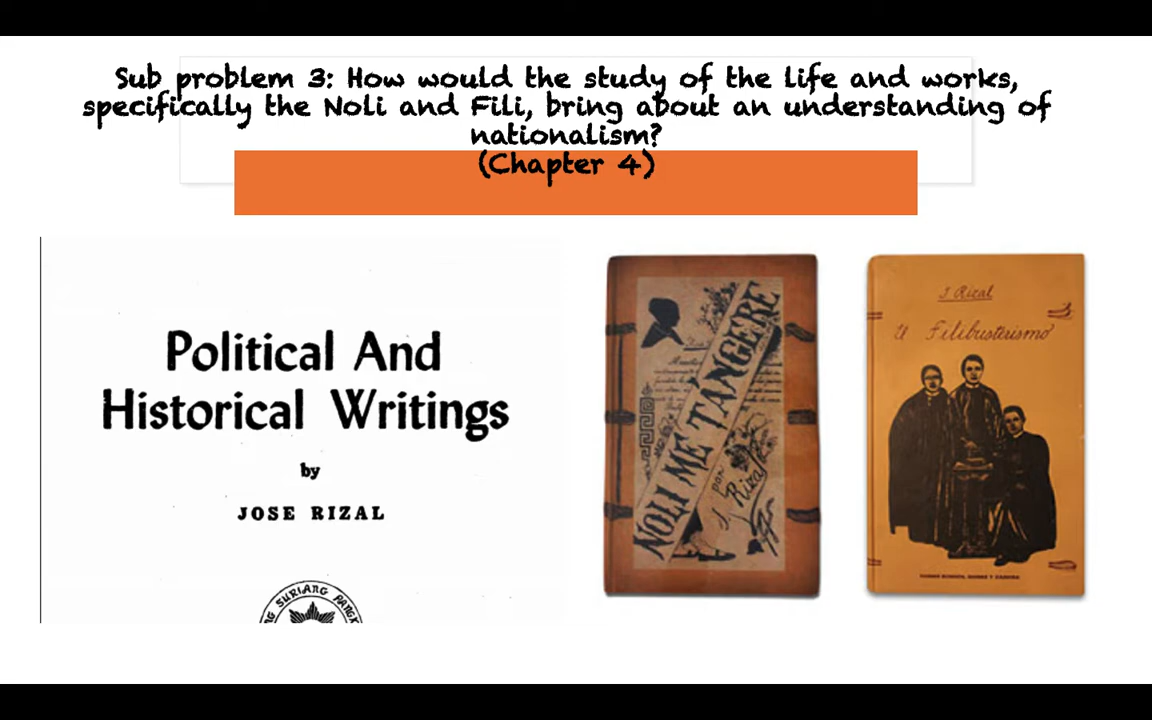 Sub problem 3: How would the study of the life and works,
specifically the Noli and Fili, bring about an understanding of
nationalism?
(Chapter 4)
Political And
Historical Writings
by
JOSE RIZAL
SURIANG
NOLI ME TÁNGERE
por
J. Rizal
J Rizal
El Filibusterismo